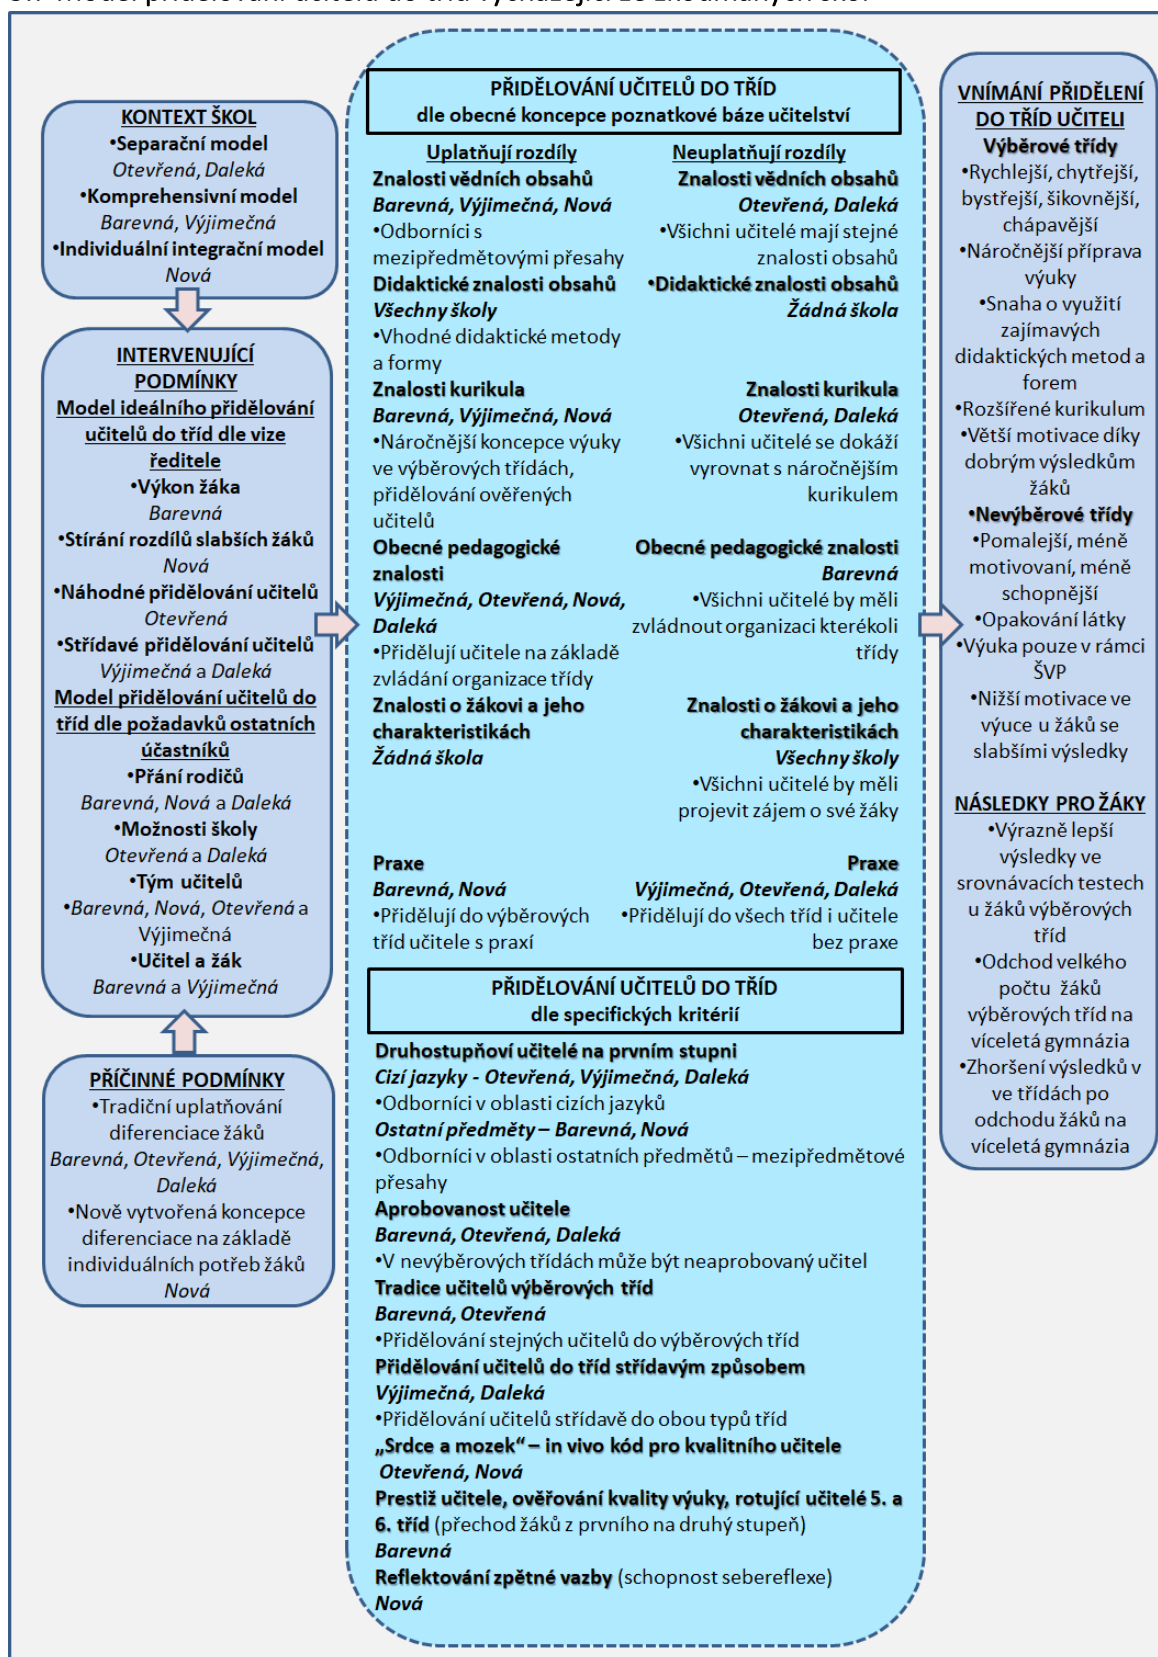 Model přidělování učitelů do tříd vycházející ze zkoumaných škol
KONTEXT ŠKOL
•Separační model
Otevřená, Daleká
•Komprehensivní model
Barevná, Výjimečná
•Individuální integrační model
Nová
INTERVENUJÍCÍ
PODMÍNKY
Model ideálního přidělování
učitelů do tříd dle vize
ředitele
•Výkon žáka
Barevná
•Stírání rozdílů slabších žáků
Nová
•Náhodné přidělování učitelů
Otevřená
•Střídavé přidělování učitelů
Výjimečná a Daleká
Model přidělování učitelů do
tříd dle požadavků ostatních
účastníků
•Přání rodičů
Barevná, Nová a Daleká
•Možnosti školy
Otevřená a Daleká
•Tým učitelů
•Barevná, Nová, Otevřená a
Výjimečná
•Učitel a žák
Barevná a Výjimečná
PŘÍČINNÉ PODMÍNKY
•Tradiční uplatňování
diferenciace žáků
Barevná, Otevřená, Výjimečná,
Daleká
•Nově vytvořená koncepce
diferenciace na základě
individuálních potřeb žáků
Nová
PŘIDĚLOVÁNÍ UČITELŮ DO TŘÍD
dle obecné koncepce poznatkové báze učitelství
Uplatňují rozdíly
Znalosti vědních obsahů
Barevná, Výjimečná, Nová
•Odborníci s
mezipředmětovými přesahy
Didaktické znalosti obsahů
Všechny školy
•Vhodné didaktické metody
a formy
Znalosti kurikula
Barevná, Výjimečná, Nová
•Náročnější koncepce výuky
ve výběrových třídách,
přidělování ověřených
učitelů
Obecné pedagogické
znalosti
Výjimečná, Otevřená, Nová,
Daleká
•Přidělují učitele na základě
zvládání organizace třídy
Znalosti o žákovi a jeho
charakteristikách
Žádná škola
Praxe
Barevná, Nová
•Přidělují do výběrových
tříd učitele s praxí
Neuplatňují rozdíly
Znalosti vědních obsahů
Otevřená, Daleká
•Všichni učitelé mají stejné
znalosti obsahů
•Didaktické znalosti obsahů
Žádná škola
Znalosti kurikula
Otevřená, Daleká
•Všichni učitelé se dokáží
vyrovnat s náročnějším
kurikulem
Obecné pedagogické znalosti
Barevná
•Všichni učitelé by měli
zvládnout organizaci kterékoli
třídy
Znalosti o žákovi a jeho
charakteristikách
Všechny školy
•Všichni učitelé by měli
projevit zájem o své žáky
Praxe
Výjimečná, Otevřená, Daleká
•Přidělují do všech tříd i učitele
bez praxe
PŘIDĚLOVÁNÍ UČITELŮ DO TŘÍD
dle specifických kritérií
Druhostupňoví učitelé na prvním stupni
Cizí jazyky - Otevřená, Výjimečná, Daleká
•Odborníci v oblasti cizích jazyků
Ostatní předměty – Barevná, Nová
•Odborníci v oblasti ostatních předmětů – mezipředmětové
přesahy
Aprobovanost učitele
Barevná, Otevřená, Daleká
•V nevýběrových třídách může být neaprobovaný učitel
Tradice učitelů výběrových tříd
Barevná, Otevřená
•Přidělování stejných učitelů do výběrových tříd
Přidělování učitelů do tříd střídavým způsobem
Výjimečná, Daleká
•Přidělování učitelů střídavě do obou typů tříd
„Srdce a mozek“ – in vivo kód pro kvalitního učitele
Otevřená, Nová
Prestiž učitele, ověřování kvality výuky, rotující učitelé 5. a
6. tříd (přechod žáků z prvního na druhý stupeň)
Barevná
Reflektování zpětné vazby (schopnost sebereflexe)
Nová
VNÍMÁNÍ PŘIDĚLENÍ
DO TŘÍD UČITELI
Výběrové třídy
•Rychlejší, chytřejší,
bystřejší, šikovnější,
chápavější
•Náročnější příprava
výuky
•Snaha o využití
zajímavých
didaktických metod a
forem
•Rozšířené kurikulum
•Větší motivace díky
dobrým výsledkům
žáků
•Nevýběrové třídy
•Pomalejší, méně
motivovaní, méně
schopnější
•Opakování látky
•Výuka pouze v rámci
ŠVP
•Nižší motivace ve
výuce u žáků se
slabšími výsledky
NÁSLEDKY PRO ŽÁKY
•Výrazně lepší
výsledky ve
srovnávacích testech
u žáků výběrových
tříd
•Odchod velkého
počtu žáků
výběrových tříd na
víceletá gymnázia
•Zhoršení výsledků v
ve třídách po
odchodu žáků na
víceletá gymnázia